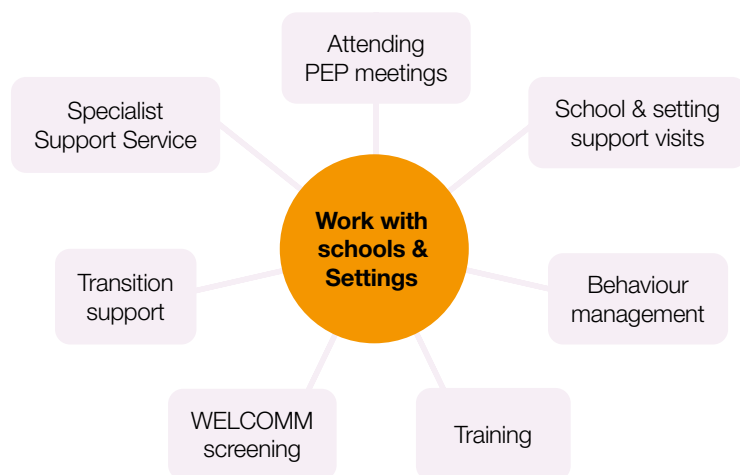 Attending
PEP meetings
Specialist
Support Service
School & setting
support visits
Work with
schools &
Settings
Transition
support
Behaviour
management
WELCOMM
screening
Training